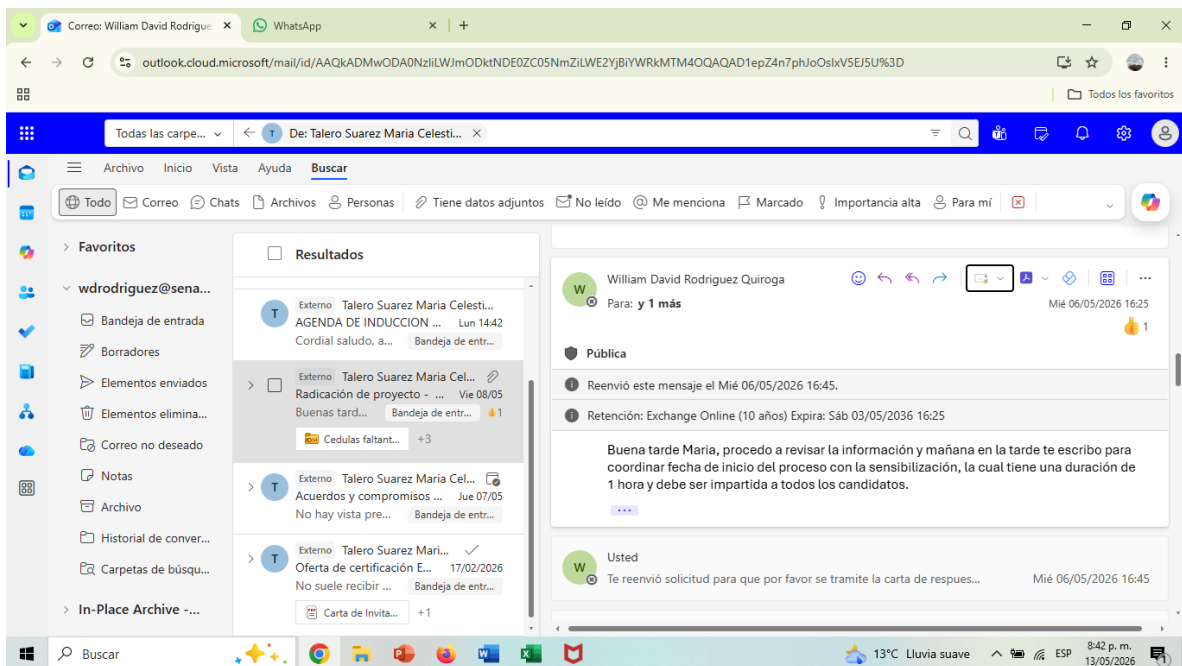 Correo: William David Rodrigue
WhatsApp
outlook.cloud.microsoft/mail/id/AAQkADMwODA0NzliLWJmODktNDE0ZC05NmZiLWE2YjBiYWRkMTM4OQAQAD1epZ4n7phJoOsIxV5EJ5U%3D
Todos los favoritos
Todas las carpe...
T
De: Talero Suarez Maria Celesti...
Archivo
Inicio
Vista
Ayuda
Buscar
Todo
Correo
Chats
Archivos
Personas
Tiene datos adjuntos
No leído
Me menciona
Marcado
Importancia alta
Para mí
Favoritos
wdrodriguez@sena...
Bandeja de entrada
Borradores
Elementos enviados
Elementos elimina...
Correo no deseado
Notas
Archivo
Historial de conver...
Carpetas de búsqu...
In-Place Archive -...
Resultados
T
Externo Talero Suarez Maria Celesti...
AGENDA DE INDUCCION ... Lun 14:42
Cordial saludo, a... Bandeja de entr...
Externo Talero Suarez Maria Cel...
Radicación de proyecto - ... Vie 08/05
Buenas tard... Bandeja de entr... 1
Cedulas faltant... +3
T
Externo Talero Suarez Maria Cel...
Acuerdos y compromisos ... Jue 07/05
No hay vista pre... Bandeja de entr...
T
Externo Talero Suarez Mari...
Oferta de certificación E... 17/02/2026
No suele recibir ... Bandeja de entr...
Carta de Invita... +1
W
William David Rodriguez Quiroga
Para: y 1 más
Mié 06/05/2026 16:25
1
Pública
Reenvió este mensaje el Mié 06/05/2026 16:45.
Retención: Exchange Online (10 años) Expira: Sáb 03/05/2036 16:25
Buena tarde Maria, procedo a revisar la información y mañana en la tarde te escribo para
coordinar fecha de inicio del proceso con la sensibilización, la cual tiene una duración de
1 hora y debe ser impartida a todos los candidatos.
...
W
Usted
Te reenvió solicitud para que por favor se tramite la carta de respues...
Mié 06/05/2026 16:45
Buscar
13°C Lluvia suave
ESP
8:42 p. m.
13/05/2026